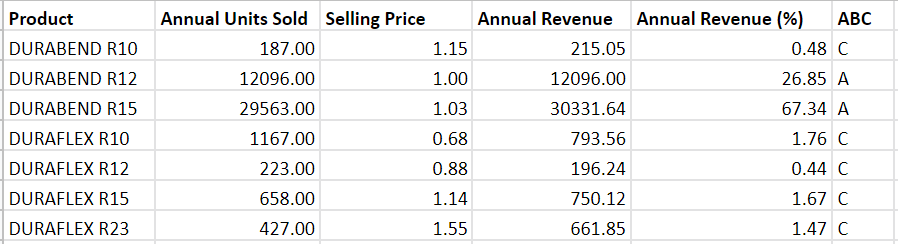 Product Annual Units Sold Selling Price Annual Revenue Annual Revenue (%) ABC
DURABEND R10 187.00 1.15 215.05 0.48 C
DURABEND R12 12096.00 1.00 12096.00 26.85 A
DURABEND R15 29563.00 1.03 30331.64 67.34 A
DURAFLEX R10 1167.00 0.68 793.56 1.76 C
DURAFLEX R12 223.00 0.88 196.24 0.44 C
DURAFLEX R15 658.00 1.14 750.12 1.67 C
DURAFLEX R23 427.00 1.55 661.85 1.47 C